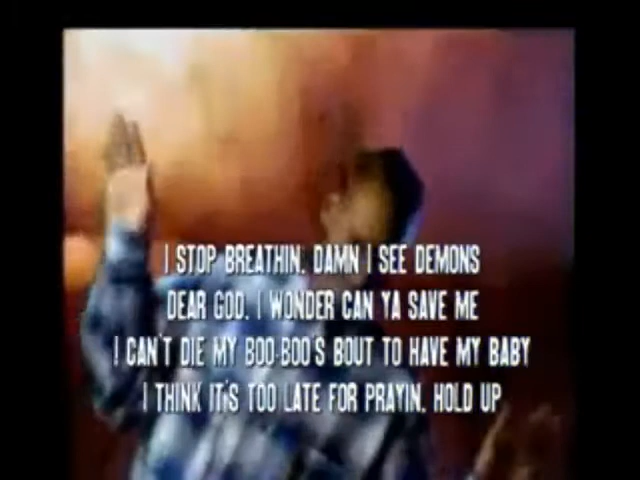 I STOP BREATHIN. DAMN I SEE DEMONS
DEAR GOD. I WONDER CAN YA SAVE ME
I CAN'T DIE MY BOO-BOO'S BOUT TO HAVE MY BABY
I THINK IT'S TOO LATE FOR PRAYIN. HOLD UP